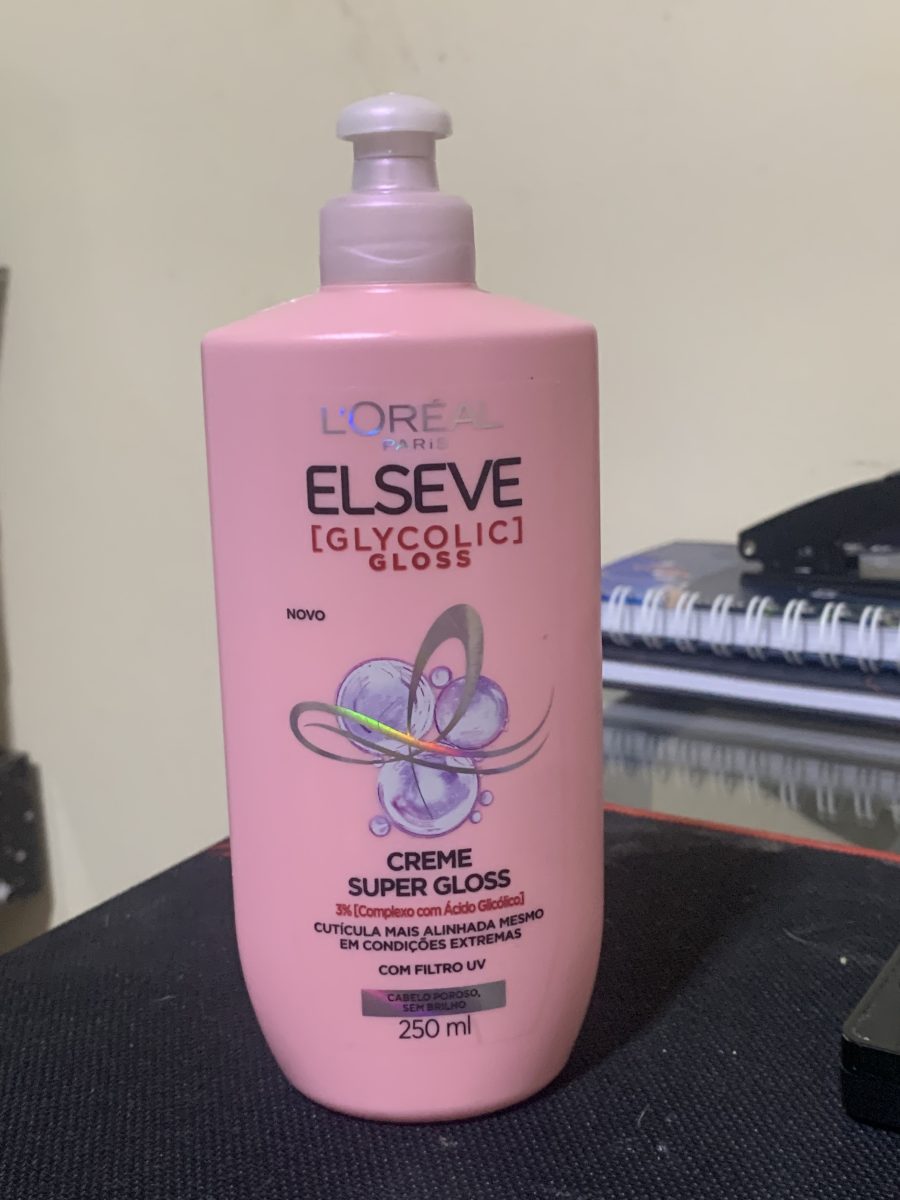 L'ORÉAL
PARIS
ELSEVE
[GLYCOLIC]
GLOSS
NOVO
CREME
SUPER GLOSS
3% [Complexo com Ácido Glicólico]
CUTÍCULA MAIS ALINHADA MESMO
EM CONDIÇÕES EXTREMAS
COM FILTRO UV
CABELO POROSO,
SEM BRILHO
250 ml